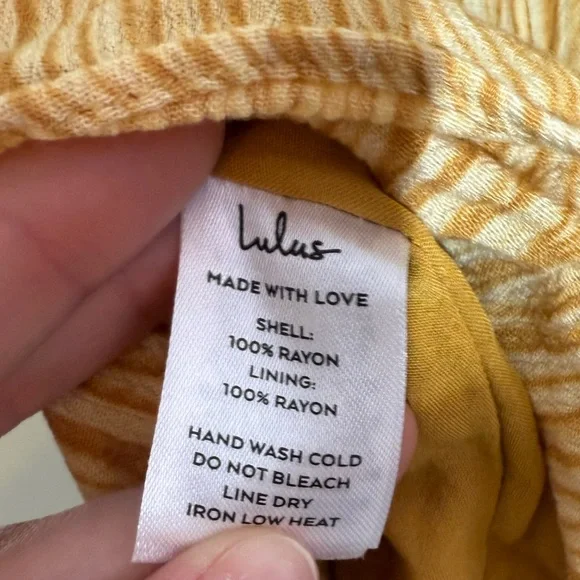 Lulus
MADE WITH LOVE
SHELL:
100% RAYON
LINING:
100% RAYON
HAND WASH COLD
DO NOT BLEACH
LINE DRY
IRON LOW HEAT